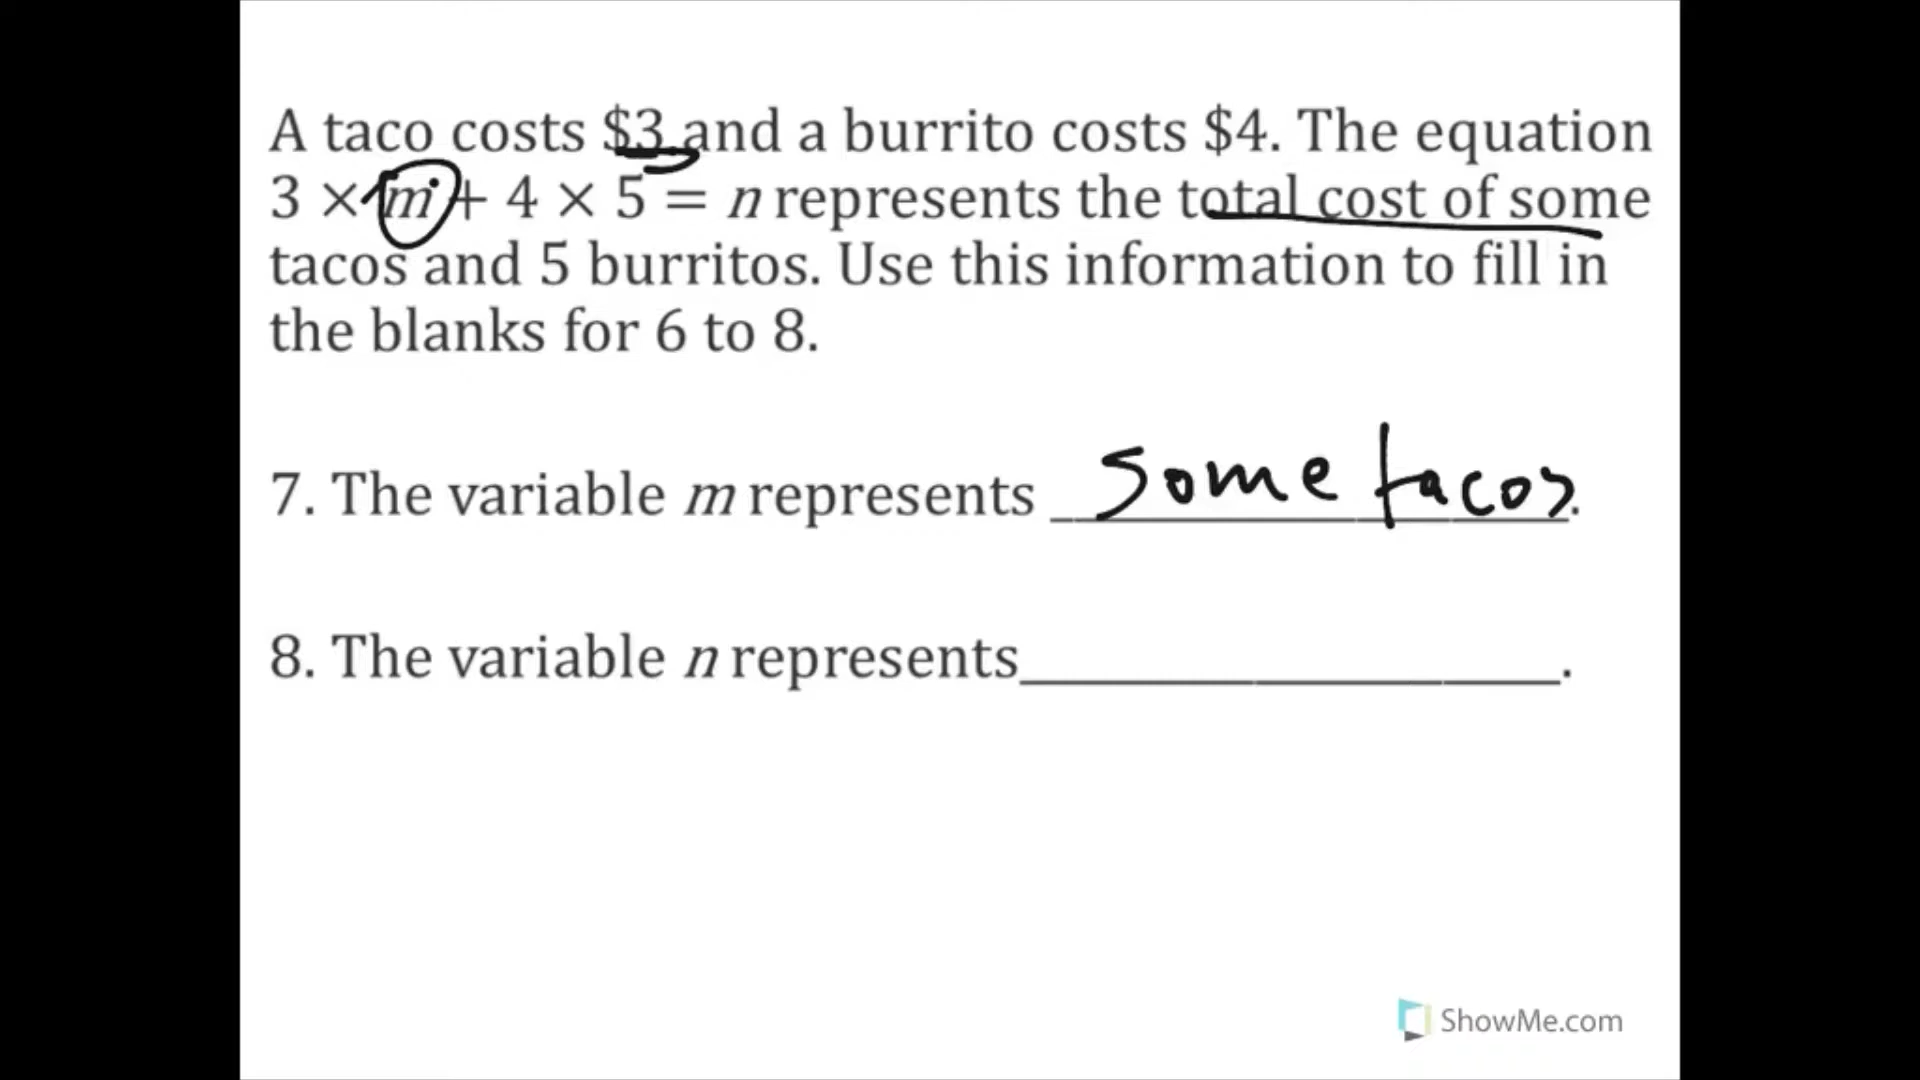 A taco costs $3 and a burrito costs $4. The equation
3 × m + 4 × 5 = n represents the total cost of some
tacos and 5 burritos. Use this information to fill in
the blanks for 6 to 8.
7. The variable m represents some tacos.
8. The variable n represents____________________.
ShowMe.com